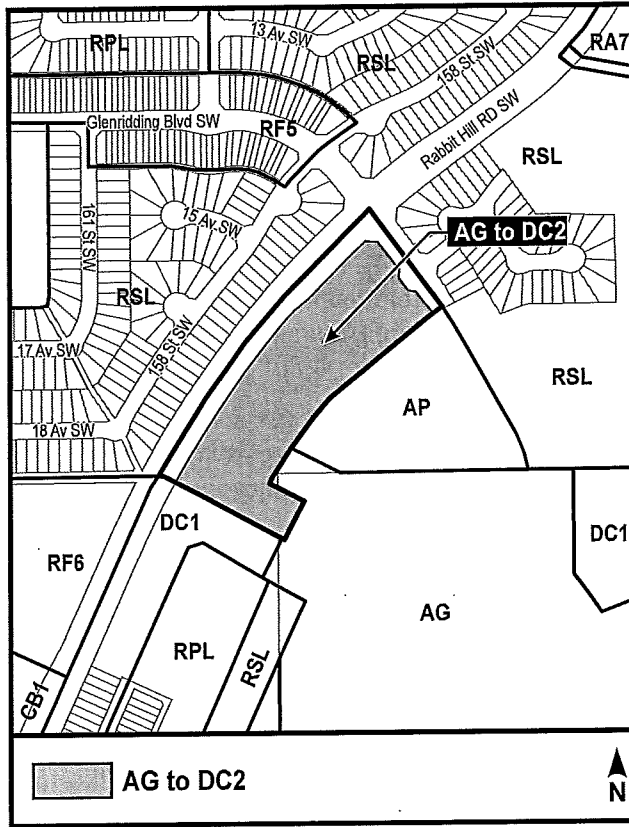 RPL
13 Av SW
RSL
158 St SW
RA7
Glenridding Blvd SW
RF5
Rabbit Hill RD SW
RSL
161 St SW
15 Av SW
AG to DC2
RSL
158 St SW
17 Av SW
RSL
AP
18 Av SW
DC1
DC1
RF6
AG
RPL
RSL
CB1
AG to DC2
N